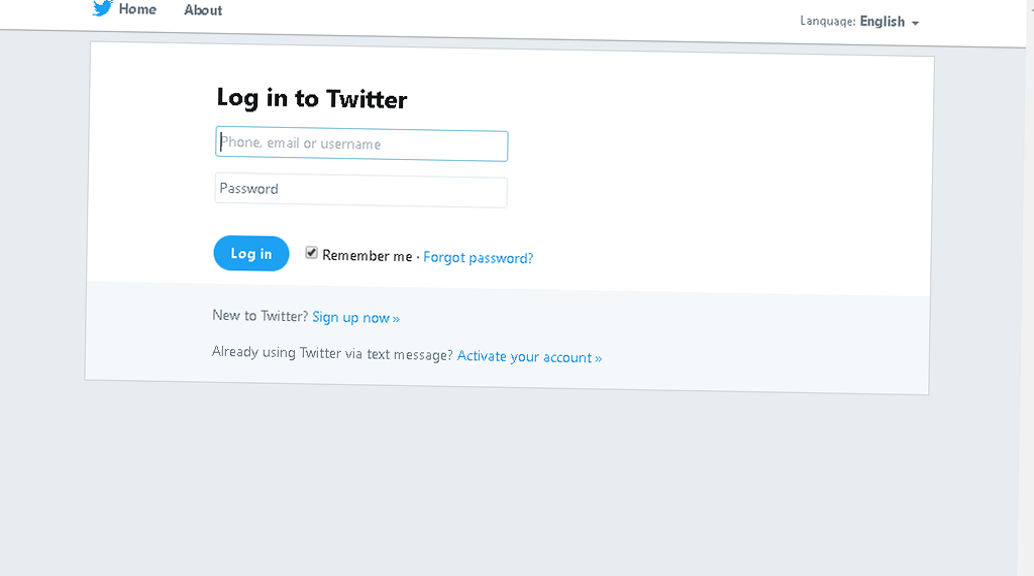 Home About Language: English
Log in to Twitter
Phone, email or username
Password
Log in Remember me · Forgot password?
New to Twitter? Sign up now »
Already using Twitter via text message? Activate your account »